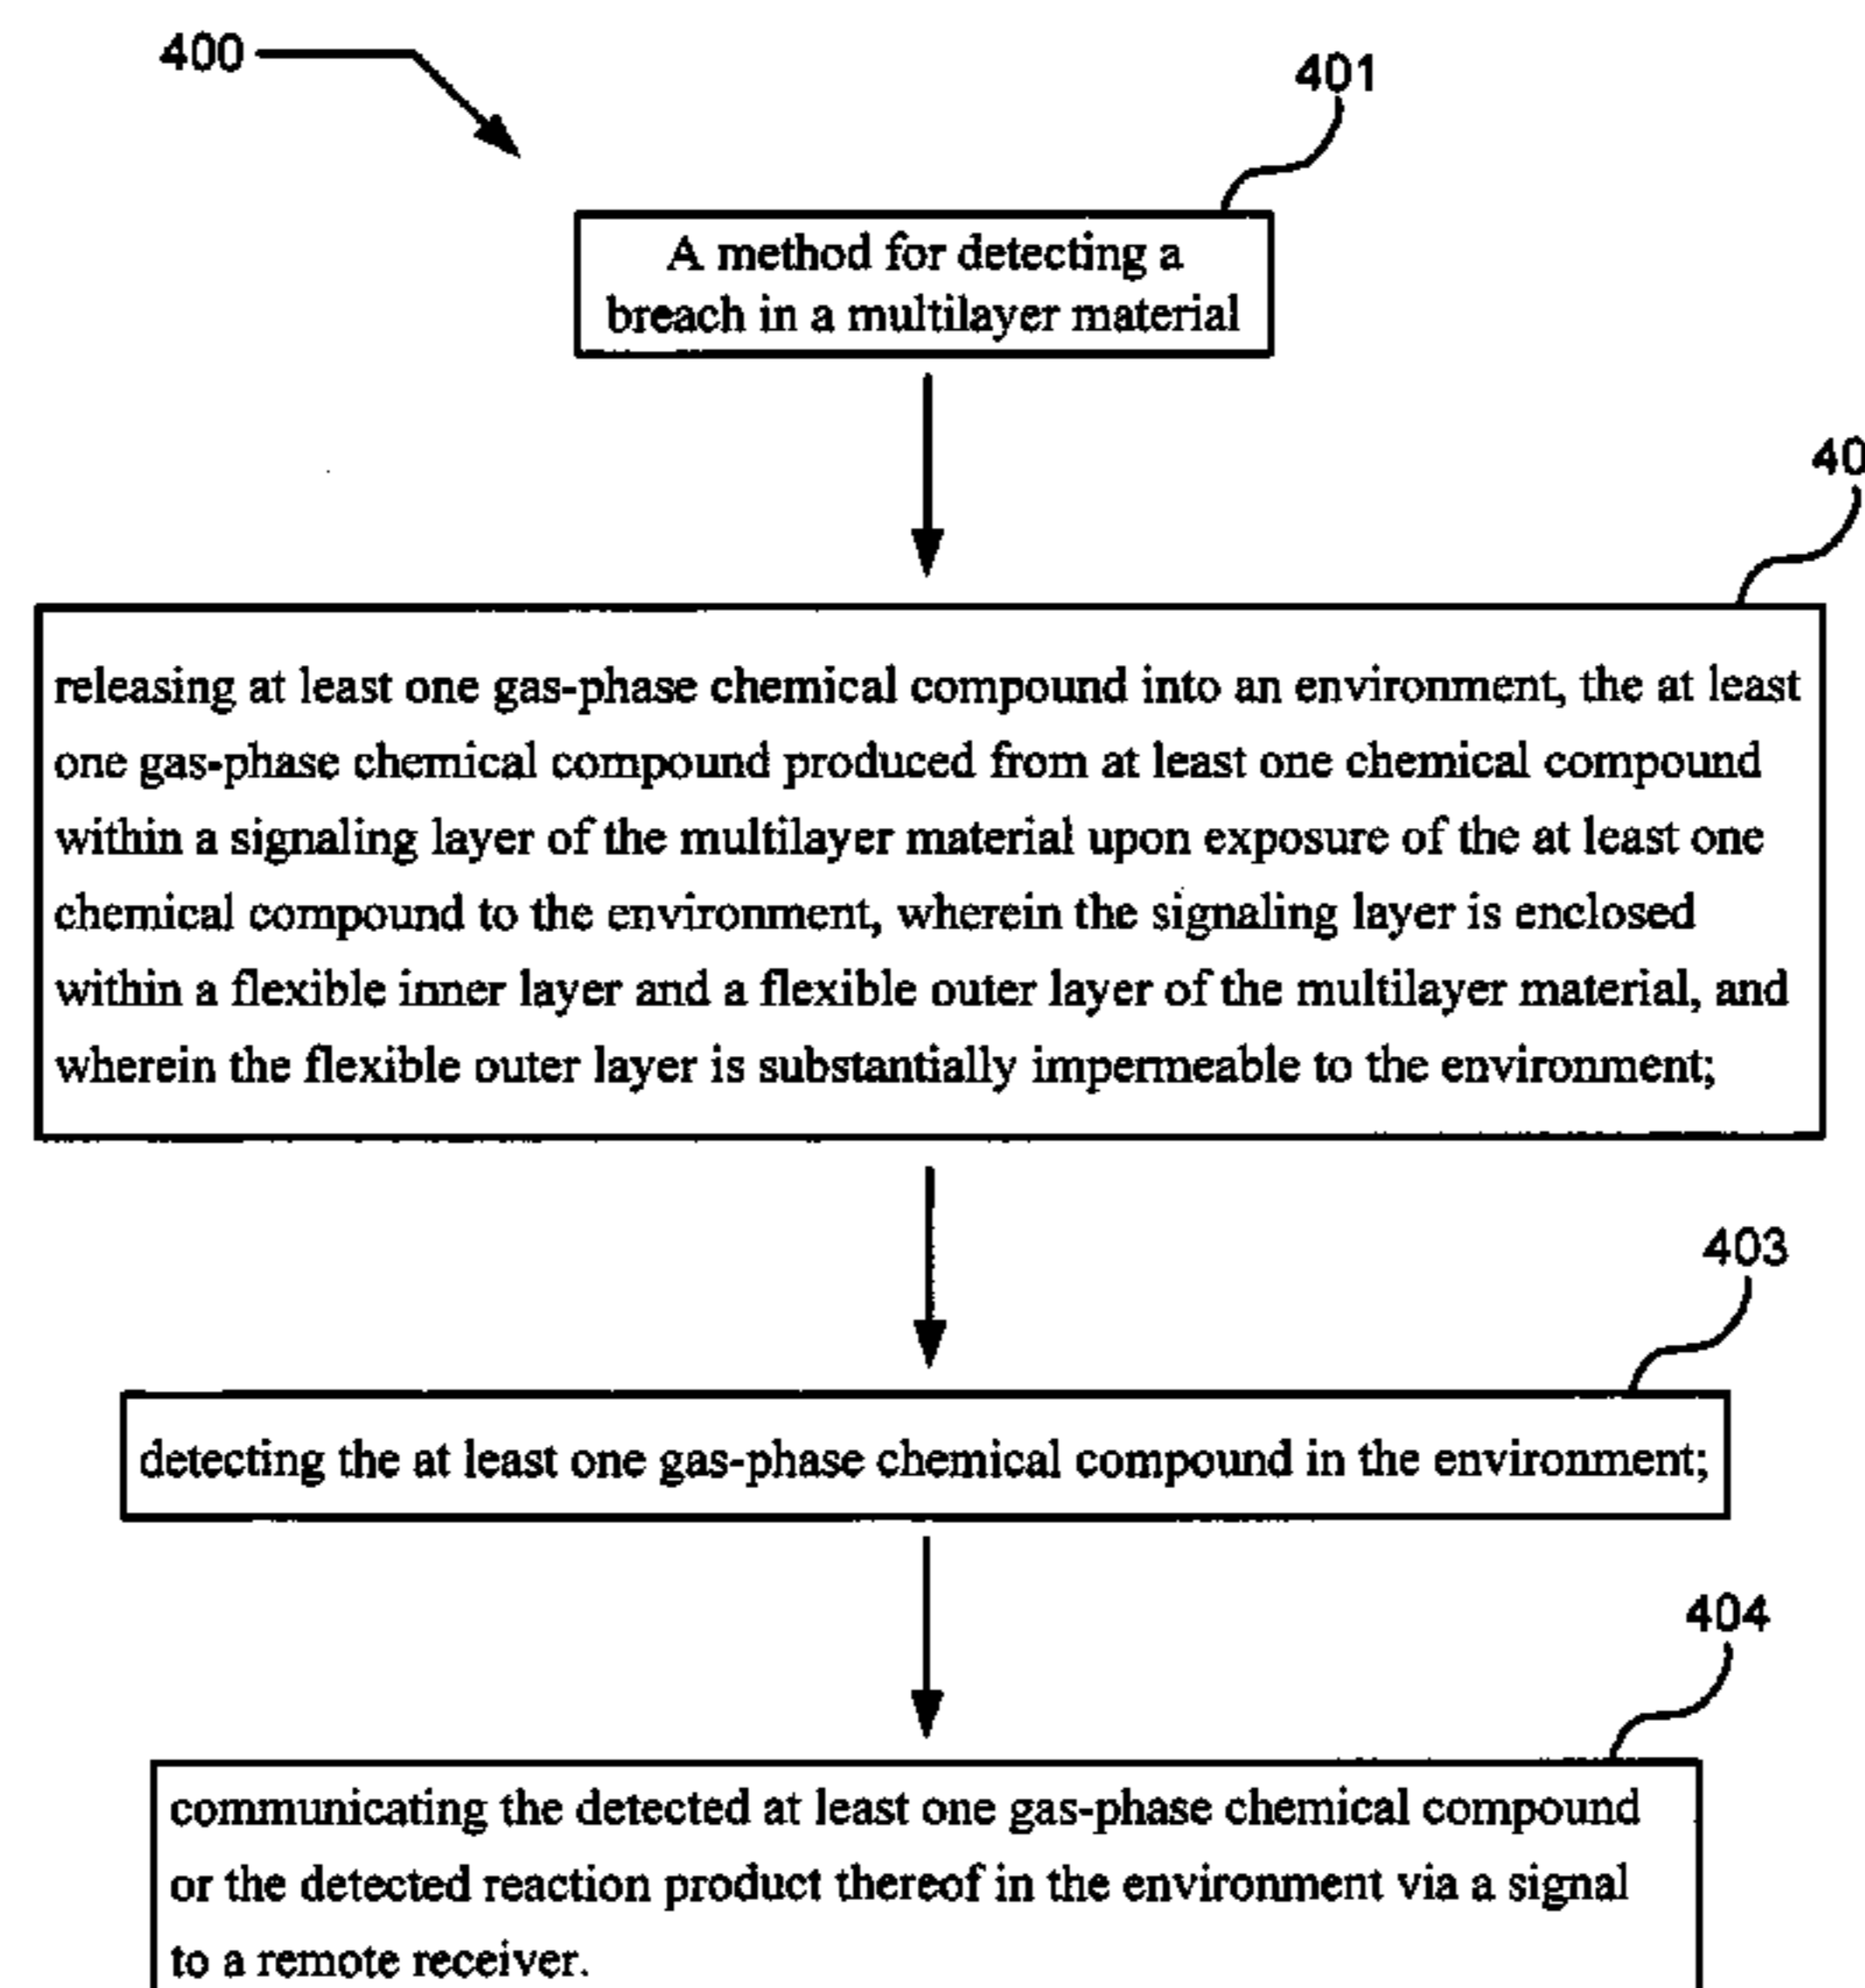 400
401
A method for detecting a
breach in a multilayer material
40
releasing at least one gas-phase chemical compound into an environment, the at least
one gas-phase chemical compound produced from at least one chemical compound
within a signaling layer of the multilayer material upon exposure of the at least one
chemical compound to the environment, wherein the signaling layer is enclosed
within a flexible inner layer and a flexible outer layer of the multilayer material, and
wherein the flexible outer layer is substantially impermeable to the environment;
403
detecting the at least one gas-phase chemical compound in the environment;
404
communicating the detected at least one gas-phase chemical compound
or the detected reaction product thereof in the environment via a signal
to a remote receiver.